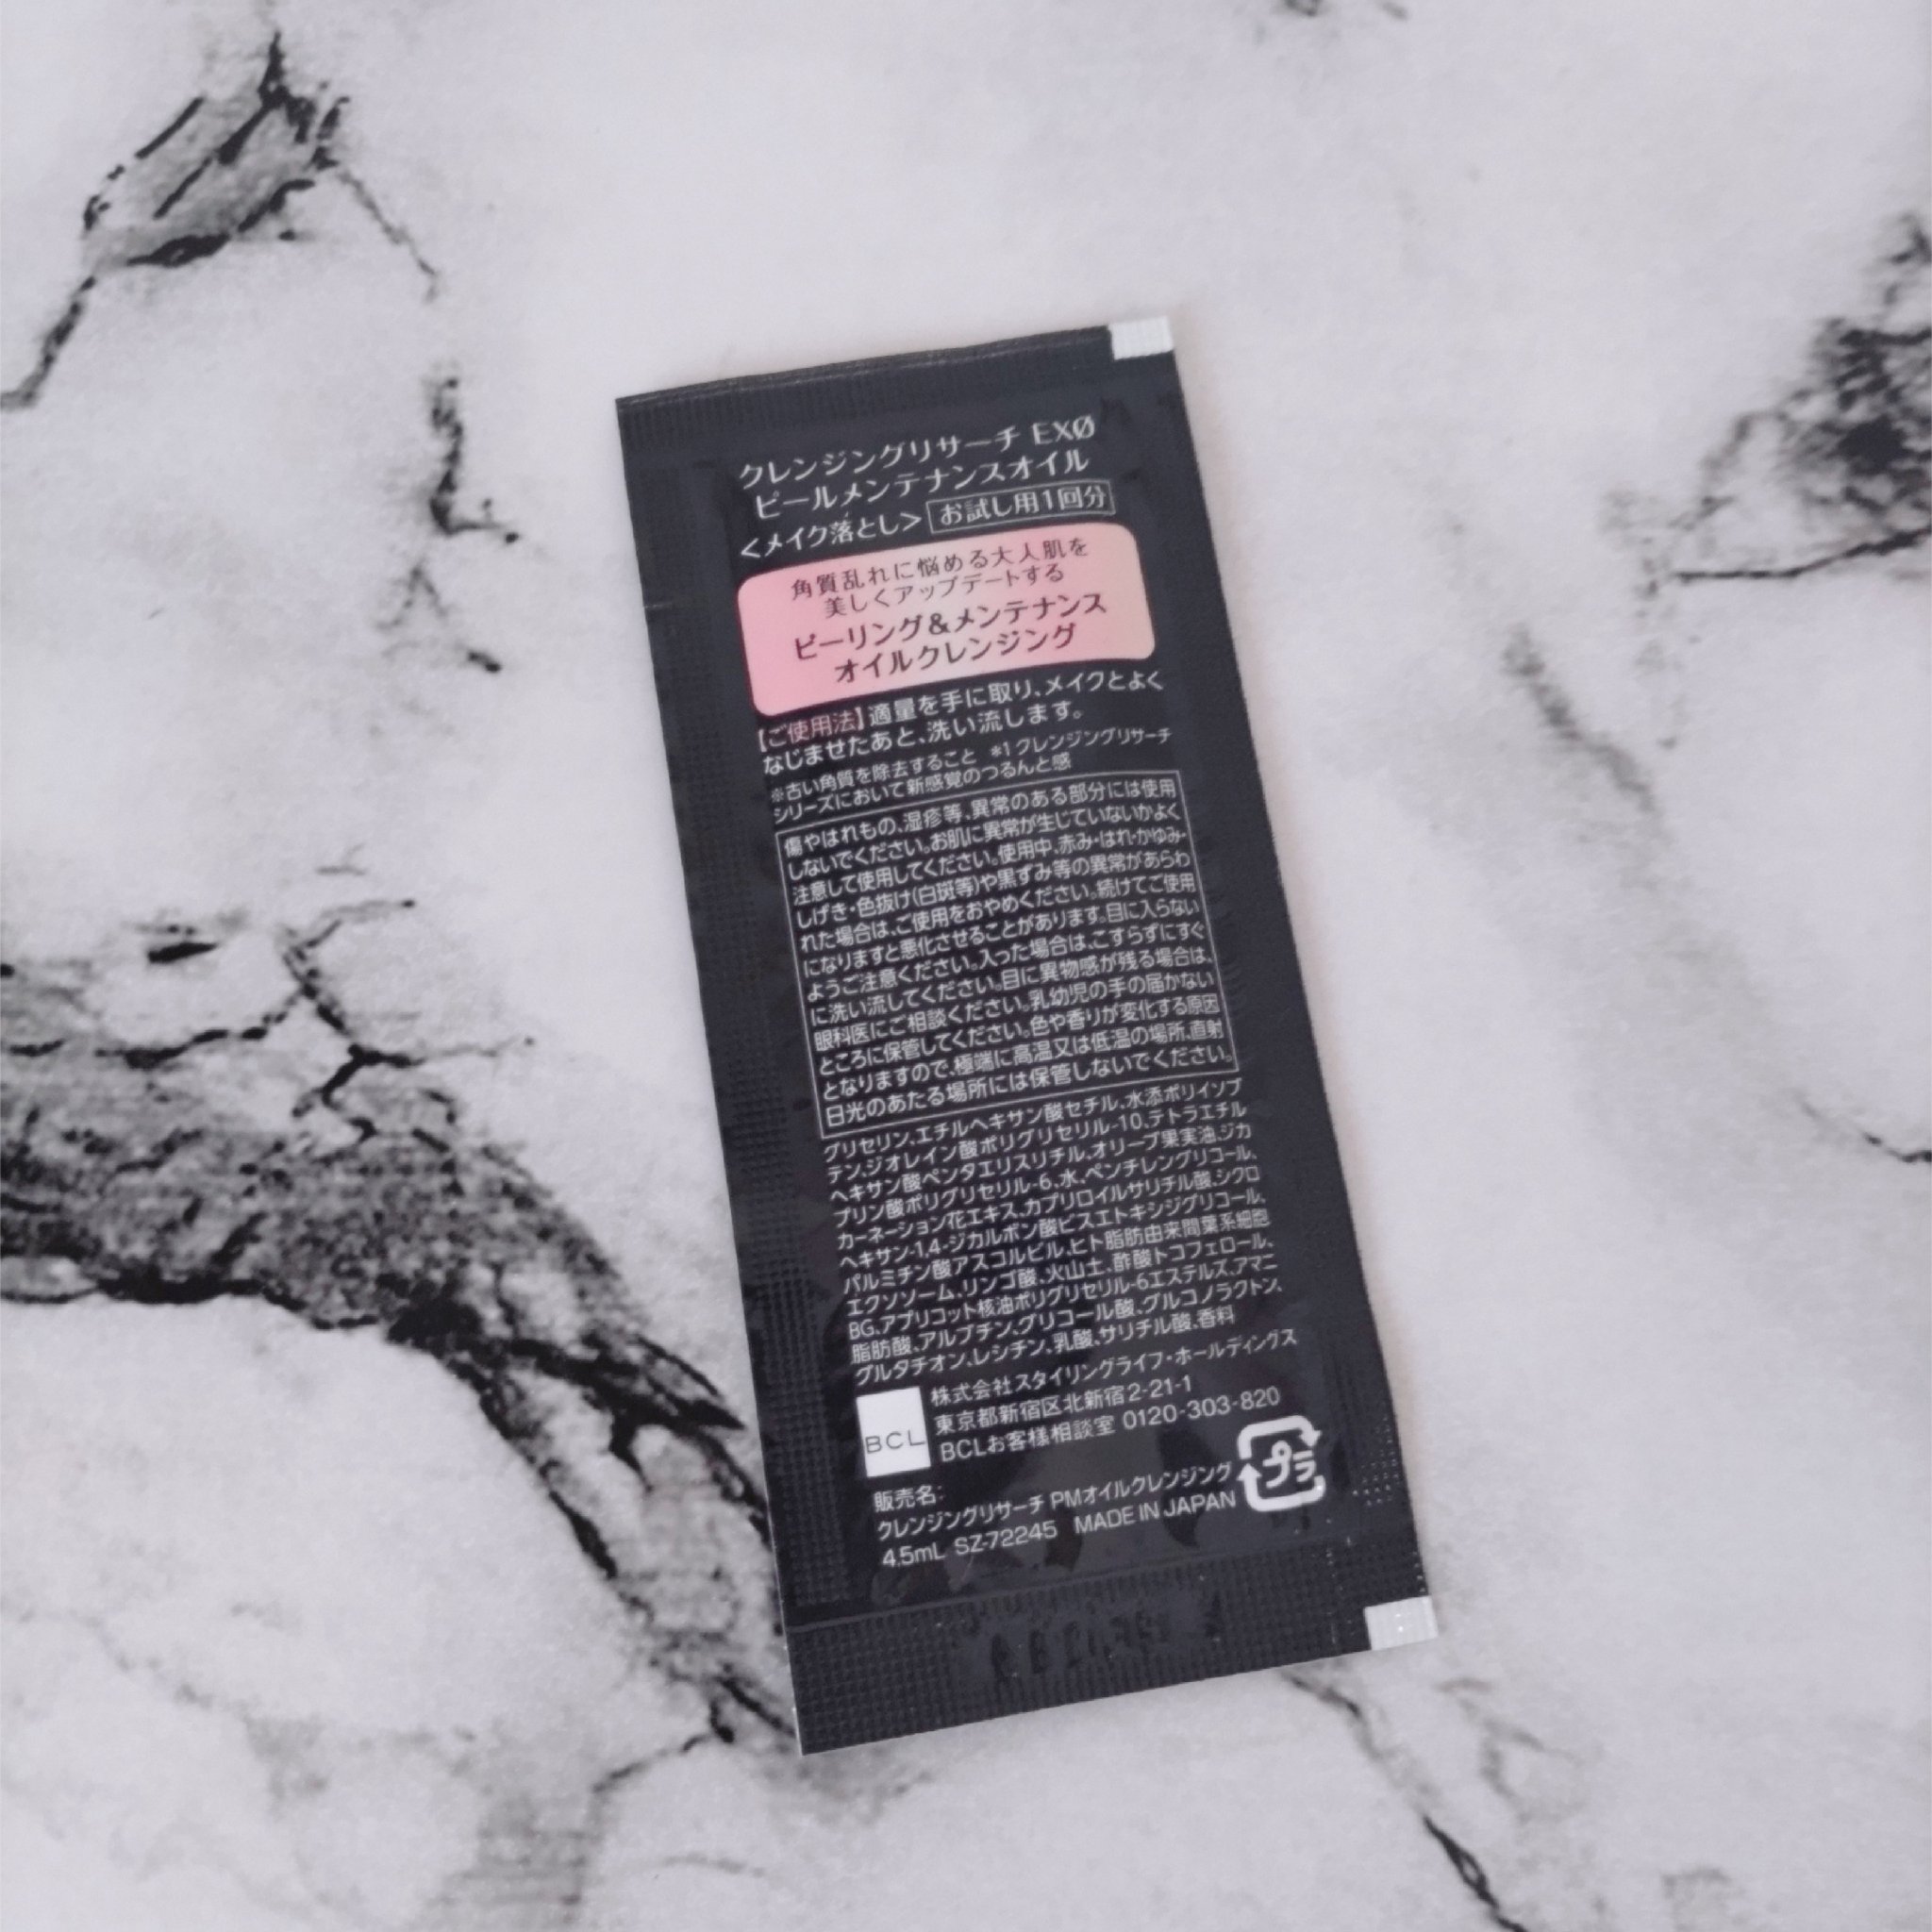 クレンジングリサーチ EXØ
ピールメンテナンスオイル
＜メイク落とし＞ お試し用1回分
角質乱れに悩める大人肌を
美しくアップデートする
ピーリング&メンテナンス
オイルクレンジング
【ご使用法】適量を手に取り、メイクとよく
なじませたあと、洗い流します。
※古い角質を除去すること *1 クレンジングリサーチ
シリーズにおいて新感覚のつるんと感
傷やはれもの、湿疹等、異常のある部分には使用
しないでください。お肌に異常が生じていないかよく
注意して使用してください。使用中、赤み・はれ・かゆみ・
しげき・色抜け(白斑等)や黒ずみ等の異常があらわ
れた場合は、ご使用をおやめください。続けてご使用
になりますと悪化させることがあります。目に入らない
ようご注意ください。入った場合は、こすらずにすぐ
に洗い流してください。目に異物感が残る場合は、
眼科医にご相談ください。乳幼児の手の届かない
ところに保管してください。色や香りが変化する原因
となりますので、極端に高温又は低温の場所、直射
日光のあたる場所には保管しないでください。
グリセリン、エチルヘキサン酸セチル、水添ポリイソブ
テン、ジオレイン酸ポリグリセリル-10、テトラエチル
ヘキサン酸ペンタエリスリチル、オリーブ果実油、ジカ
プリン酸ポリグリセリル-6、水、ペンチレングリコール、
カーネーション花エキス、カプリロイルサリチル酸、シクロ
ヘキサン-1,4-ジカルボン酸ビスエトキシジグリコール、
パルミチン酸アスコルビル、ヒト脂肪由来間葉系細胞
エクソソーム、リンゴ酸、火山土、酢酸トコフェロール、
BG、アプリコット核油ポリグリセリル-6エステルズ、アマニ
脂肪酸、アルブチン、グリコール酸、グルコノラクトン、
グルタチオン、レシチン、乳酸、サリチル酸、香料
BCL
株式会社スタイリングライフ・ホールディングス
東京都新宿区北新宿2-21-1
BCLお客様相談室 0120-303-820
プラ
販売名:
クレンジングリサーチ PMオイルクレンジング
4.5mL SZ-72245 MADE IN JAPAN